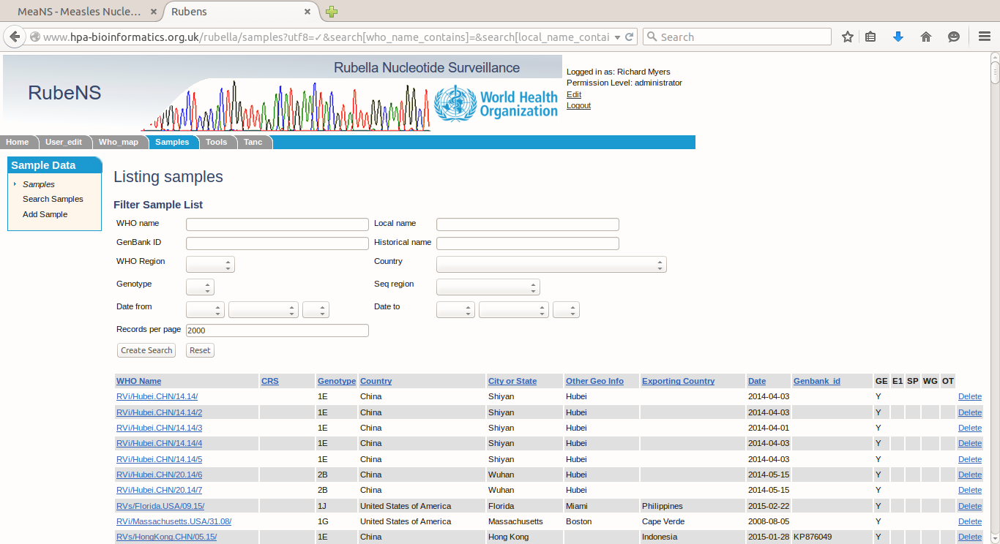 MeaNS - Measles Nucle... × Rubens ×
www.hpa-bioinformatics.org.uk/rubella/samples?utf8=✓&search[who_name_contains]=&search[local_name_contai Search
RubeNS
Rubella Nucleotide Surveillance
World Health
Organization
Logged in as: Richard Myers
Permission Level: administrator
Edit
Logout
Home User_edit Who_map Samples Tools Tanc
Sample Data
Samples
Search Samples
Add Sample
Listing samples
Filter Sample List
WHO name Local name
GenBank ID Historical name
WHO Region Country
Genotype Seq region
Date from Date to
Records per page 2000
Create Search Reset
WHO Name CRS Genotype Country City or State Other Geo Info Exporting Country Date Genbank_id GE E1 SP WG OT
RVi/Hubei.CHN/14.14/ 1E China Shiyan Hubei 2014-04-03 Y Delete
RVi/Hubei.CHN/14.14/2 1E China Shiyan Hubei 2014-04-03 Y Delete
RVi/Hubei.CHN/14.14/3 1E China Shiyan Hubei 2014-04-01 Y Delete
RVi/Hubei.CHN/14.14/4 1E China Shiyan Hubei 2014-04-03 Y Delete
RVi/Hubei.CHN/14.14/5 1E China Shiyan Hubei 2014-04-03 Y Delete
RVi/Hubei.CHN/20.14/6 2B China Wuhan Hubei 2014-05-15 Y Delete
RVi/Hubei.CHN/20.14/7 2B China Wuhan Hubei 2014-05-15 Y Delete
RVs/Florida.USA/09.15/ 1J United States of America Florida Miami Philippines 2015-02-22 Y Delete
RVi/Massachusetts.USA/31.08/ 1G United States of America Massachusetts Boston Cape Verde 2008-08-05 Y Delete
RVs/HongKong.CHN/05.15/ 1E China Hong Kong Indonesia 2015-01-28 KP876049 Y Delete